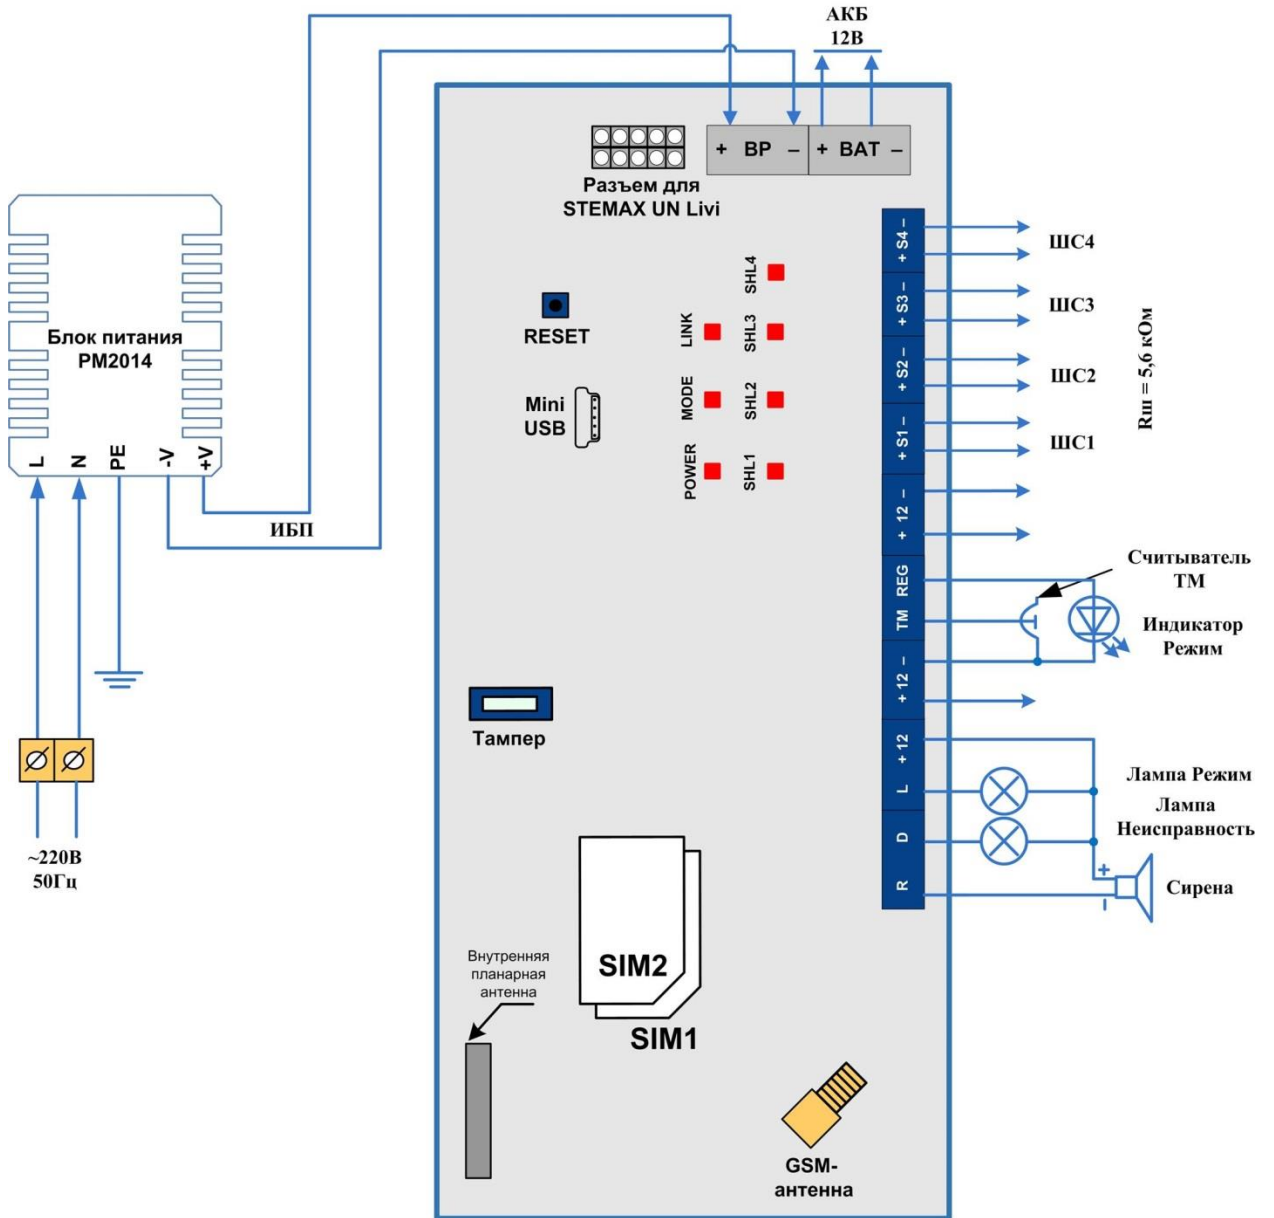 АКБ
12В
+ BP –
+ BAT –
Разъем для
STEMAX UN Livi
+ S4 –
ШС4
+ S3 –
ШС3
+ S2 –
ШС2
+ S1 –
ШС1
Rш = 5,6 кОм
SHL4
LINK
SHL3
MODE
SHL2
POWER
SHL1
RESET
Mini
USB
Блок питания
PM2014
L
N
PE
-V
+V
ИБП
+ 12 –
REG
TM
Считыватель
ТМ
Индикатор
Режим
+ 12 –
Тампер
+ 12
L
Лампа Режим
D
Лампа
Неисправность
R
+
–
Сирена
~220В
50Гц
SIM2
SIM1
Внутренняя
планарная
антенна
GSM-
антенна